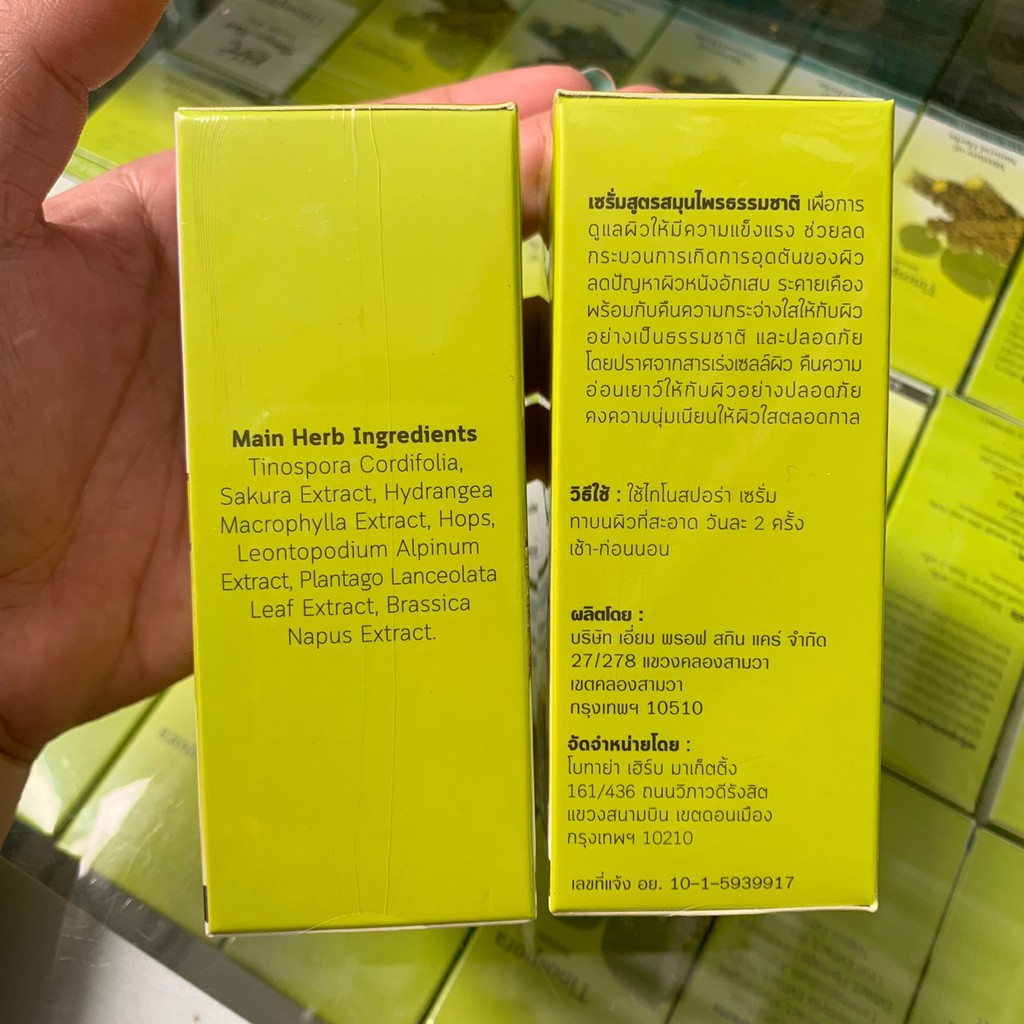 Main Herb Ingredients
Tinospora Cordifolia,
Sakura Extract, Hydrangea
Macrophylla Extract, Hops,
Leontopodium Alpinum
Extract, Plantago Lanceolata
Leaf Extract, Brassica
Napus Extract.
เซรั่มสูตรสมุนไพรธรรมชาติ เพื่อการ
ดูแลผิวให้มีความแข็งแรง ช่วยลด
กระบวนการเกิดการอุดตันของผิว
ลดปัญหาผิวหนังอักเสบ ระคายเคือง
พร้อมกับคืนความกระจ่างใสให้กับผิว
อย่างเป็นธรรมชาติ และปลอดภัย
โดยปราศจากสารเร่งเซลล์ผิว คืนความ
อ่อนเยาว์ให้กับผิวอย่างปลอดภัย
คงความนุ่มเนียนให้ผิวใสตลอดกาล
วิธีใช้ : ใช้ไทโนสปอร่า เซรั่ม
ทาบนผิวที่สะอาด วันละ 2 ครั้ง
เช้า-ก่อนนอน
ผลิตโดย :
บริษัท เอี่ยม พรอฟ สกิน แคร์ จำกัด
27/278 แขวงคลองสามวา
เขตคลองสามวา
กรุงเทพฯ 10510
จัดจำหน่ายโดย :
โบทาย่า เฮิร์บ มาเก็ตติ้ง
161/436 ถนนวิภาวดีรังสิต
แขวงสนามบิน เขตดอนเมือง
กรุงเทพฯ 10210
เลขที่แจ้ง อย. 10-1-5939917
Mixture of
Natural Herbs